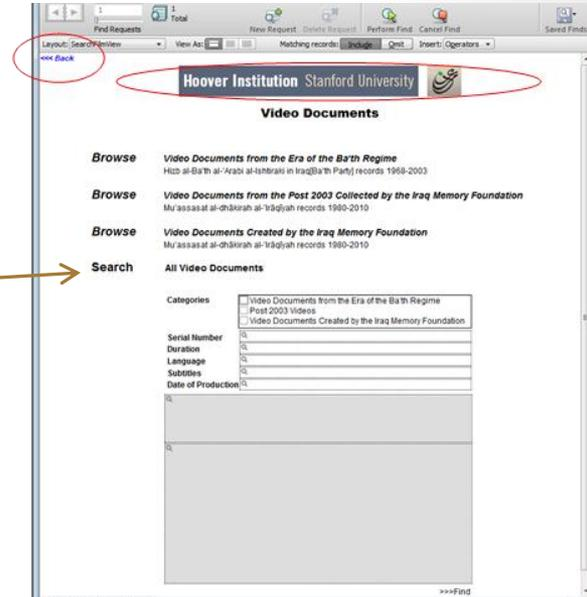 1
1
Total
0
Find Requests
New Request Delete Request Perform Find Cancel Find
Saved Finds
Layout: SearchFilmView View As: Matching records: Include Omit Insert: Operators
<<< Back
Hoover Institution Stanford University
Video Documents
Browse Video Documents from the Era of the Ba'th Regime
Hizb al-Ba'th al-'Arabi al-Ishtiraki in Iraq[Ba'th Party] records 1968-2003
Browse Video Documents from the Post 2003 Collected by the Iraq Memory Foundation
Mu'assasat al-dhākirah al-'Irāqīyah records 1980-2010
Browse Video Documents Created by the Iraq Memory Foundation
Mu'assasat al-dhākirah al-'Irāqīyah records 1980-2010
Search All Video Documents
Categories
Video Documents from the Era of the Ba'th Regime
Post 2003 Videos
Video Documents Created by the Iraq Memory Foundation
Serial Number
Duration
Language
Subtitles
Date of Production
>>>Find